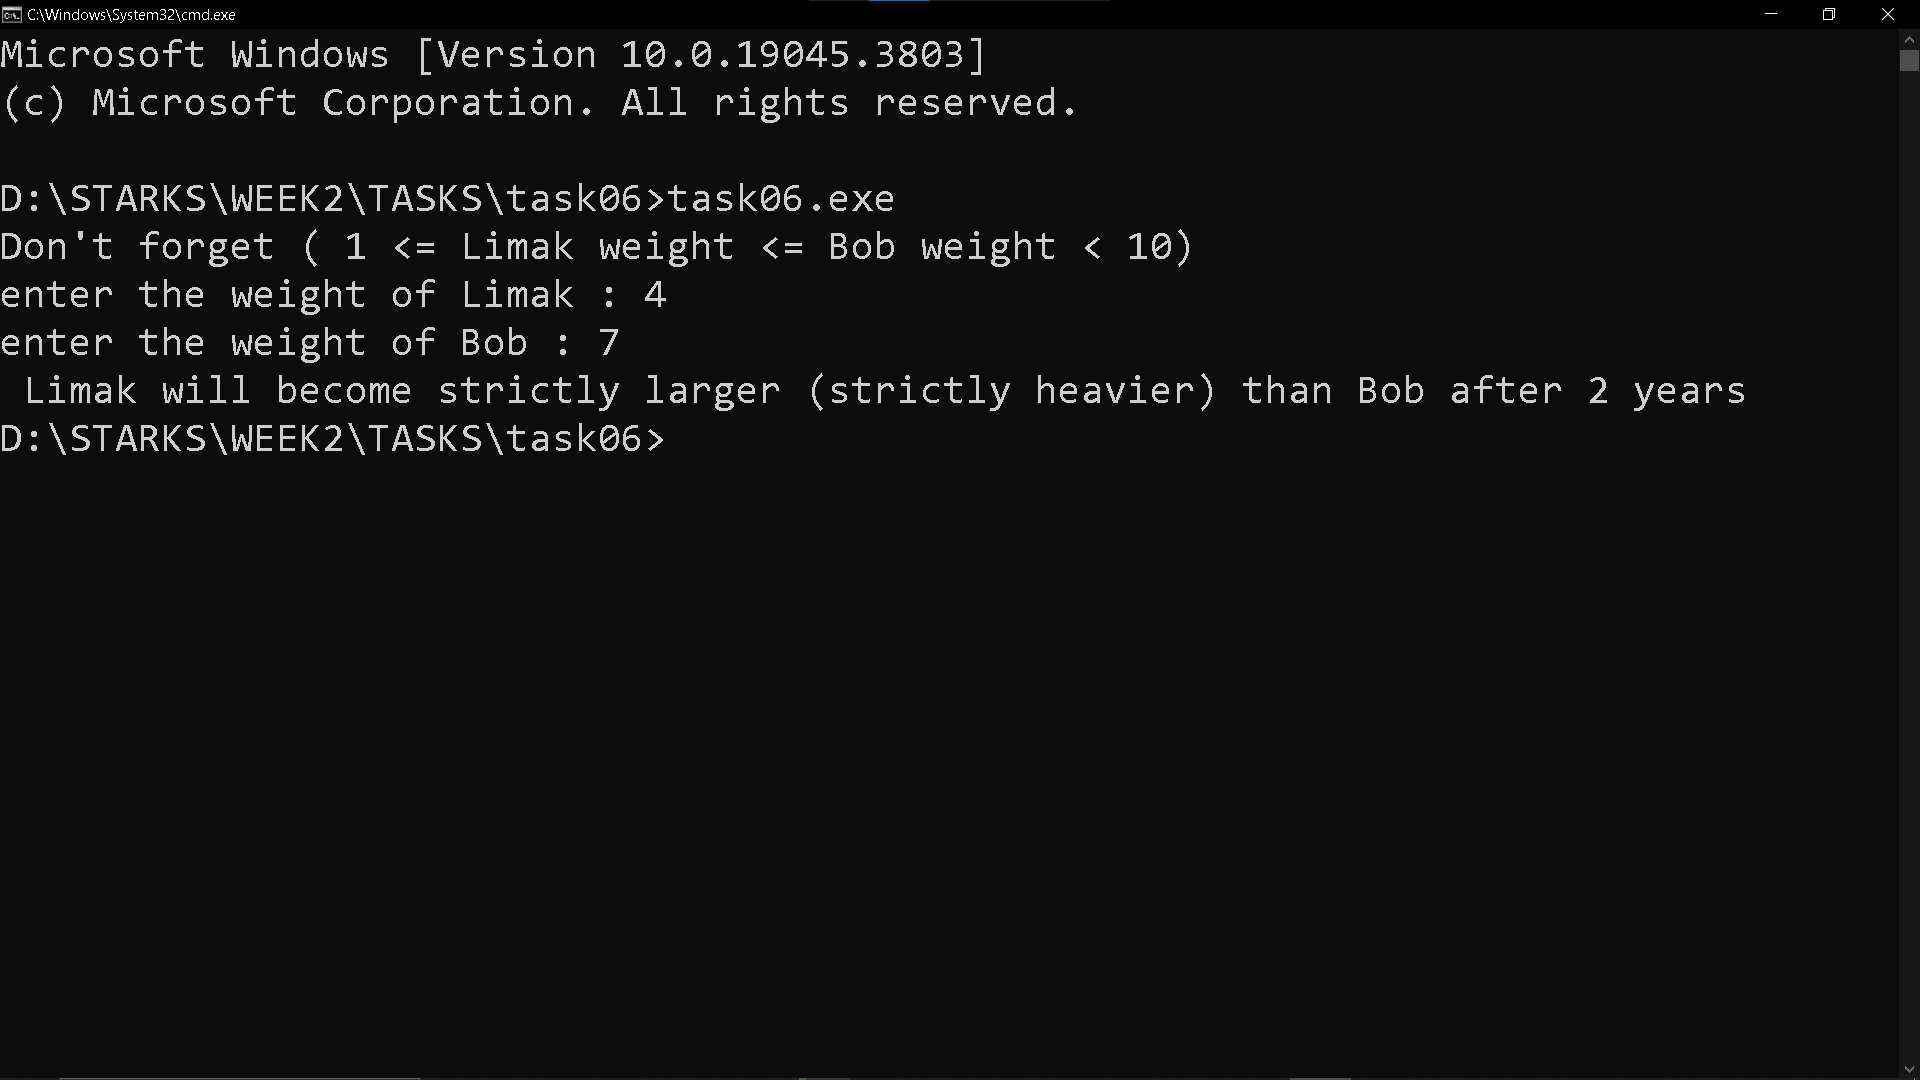 C:\Windows\System32\cmd.exe
Microsoft Windows [Version 10.0.19045.3803]
(c) Microsoft Corporation. All rights reserved.
D:\STARKS\WEEK2\TASKS\task06>task06.exe
Don't forget ( 1 <= Limak weight <= Bob weight < 10)
enter the weight of Limak : 4
enter the weight of Bob : 7
 Limak will become strictly larger (strictly heavier) than Bob after 2 years
D:\STARKS\WEEK2\TASKS\task06>